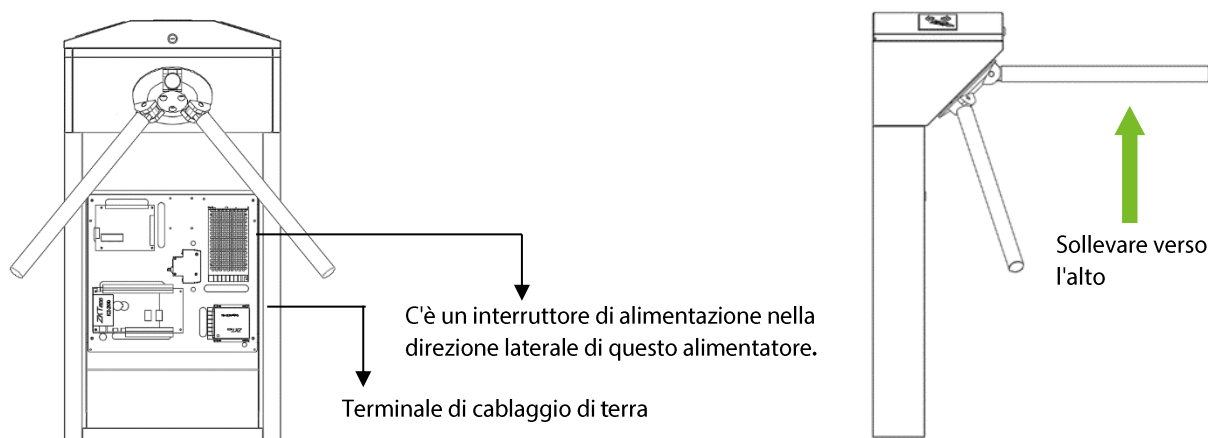 C'è un interruttore di alimentazione nella
direzione laterale di questo alimentatore.
Terminale di cablaggio di terra
Sollevare verso
l'alto